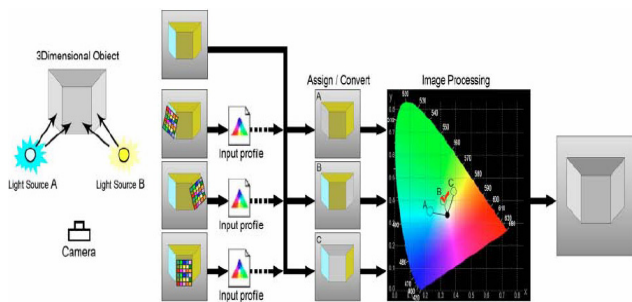 3Dimensional Object
Light Source A
Light Source B
Camera
Input profile
Input profile
Input profile
Assign / Convert
A
B
C
Image Processing
y
x
A
B
C